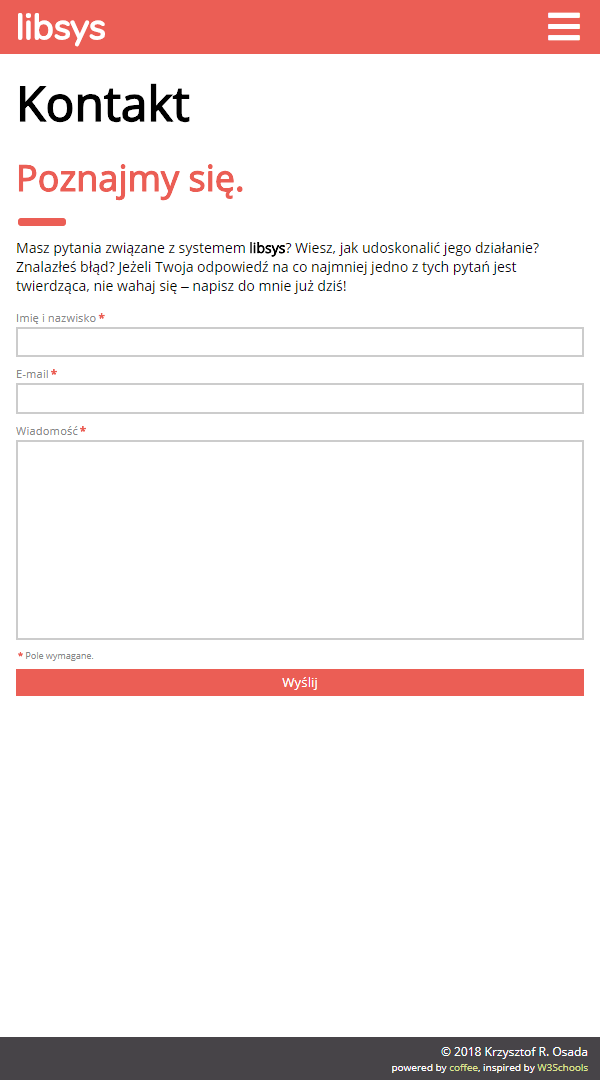 libsys
Kontakt
Poznajmy się.
Masz pytania związane z systemem libsys? Wiesz, jak udoskonalić jego działanie?
Znalazłeś błąd? Jeżeli Twoja odpowiedź na co najmniej jedno z tych pytań jest
twierdząca, nie wahaj się – napisz do mnie już dziś!
Imię i nazwisko *
E-mail *
Wiadomość *
* Pole wymagane.
Wyślij
© 2018 Krzysztof R. Osada
powered by coffee, inspired by W3Schools